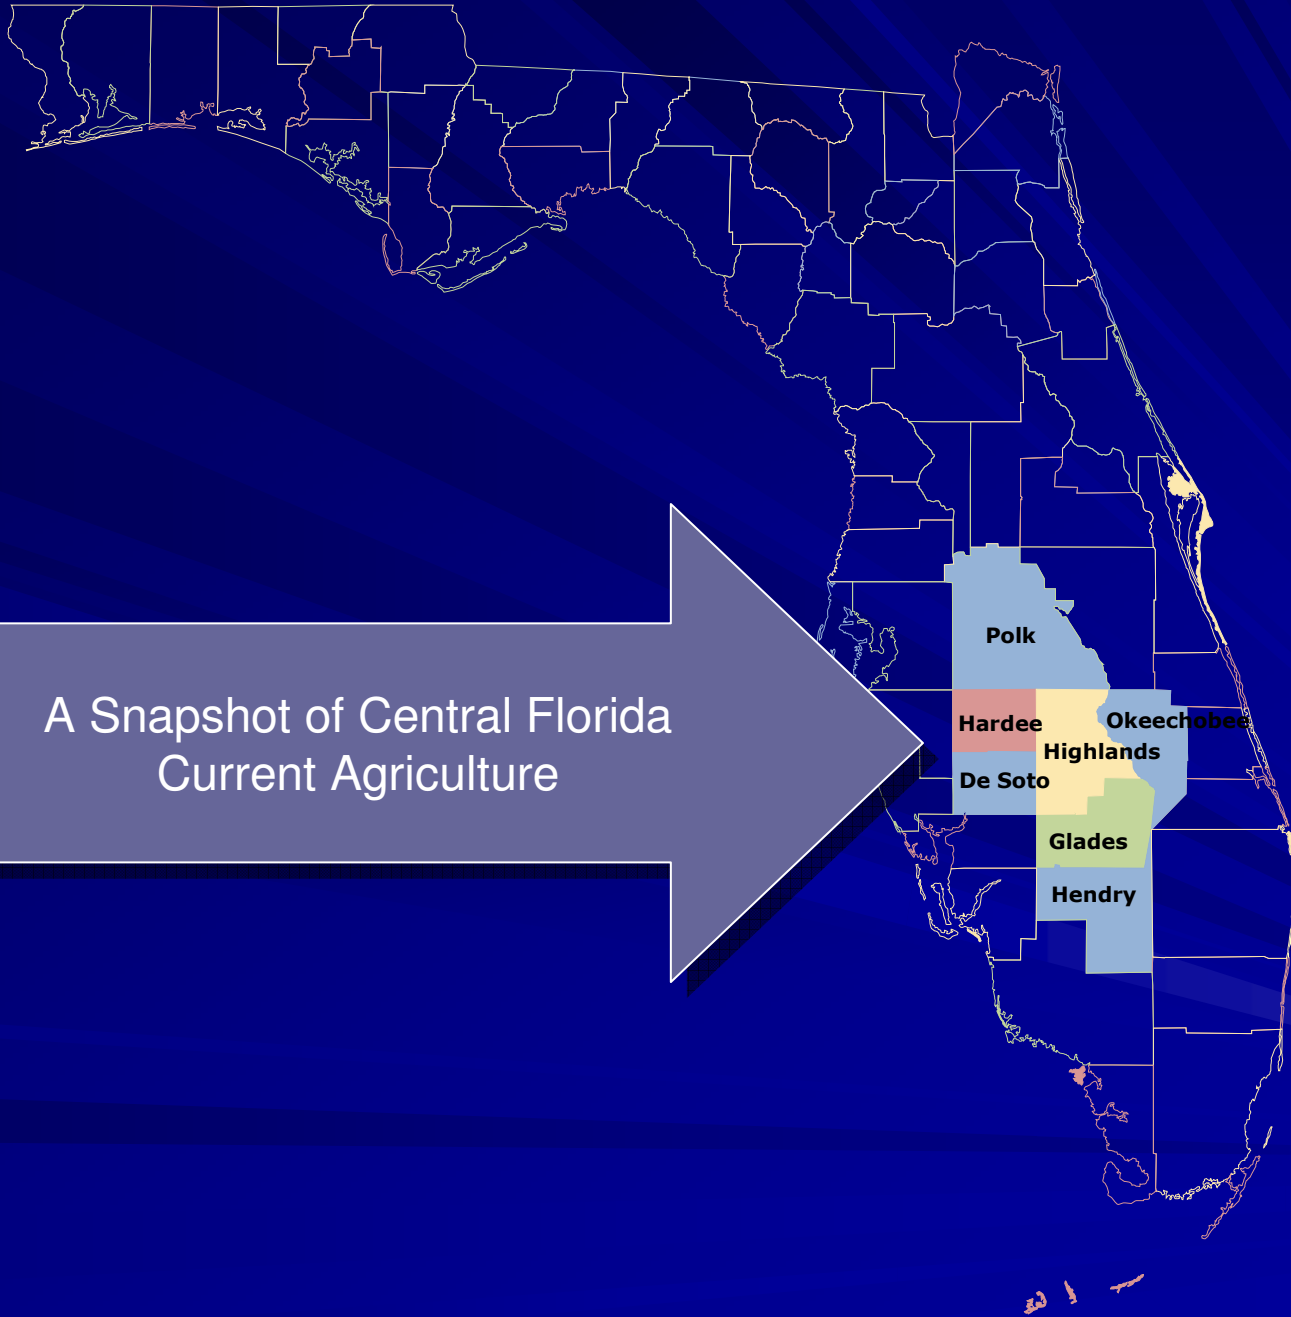 Polk
A Snapshot of Central Florida
Current Agriculture
Hardee
Okeechobee
Highlands
De Soto
Glades
Hendry